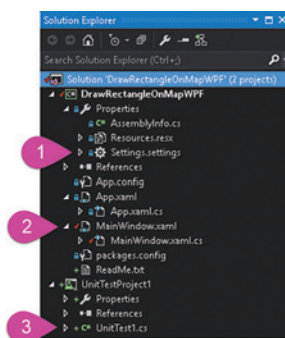 Solution Explorer
Search Solution Explorer (Ctrl+;)
Solution 'DrawRectangleOnMapWPF' (2 projects)
DrawRectangleOnMapWPF
Properties
C# AssemblyInfo.cs
Resources.resx
1
Settings.settings
References
App.config
App.xaml
App.xaml.cs
2
MainWindow.xaml
MainWindow.xaml.cs
packages.config
ReadMe.txt
UnitTestProject1
Properties
References
3
C# UnitTest1.cs